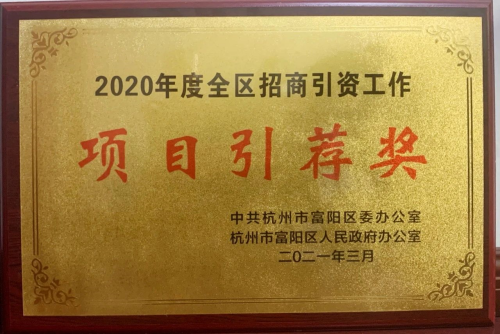 2020年度全区招商引资工作
项目引荐奖
中共杭州市富阳区委办公室
杭州市富阳区人民政府办公室
二〇二一年三月